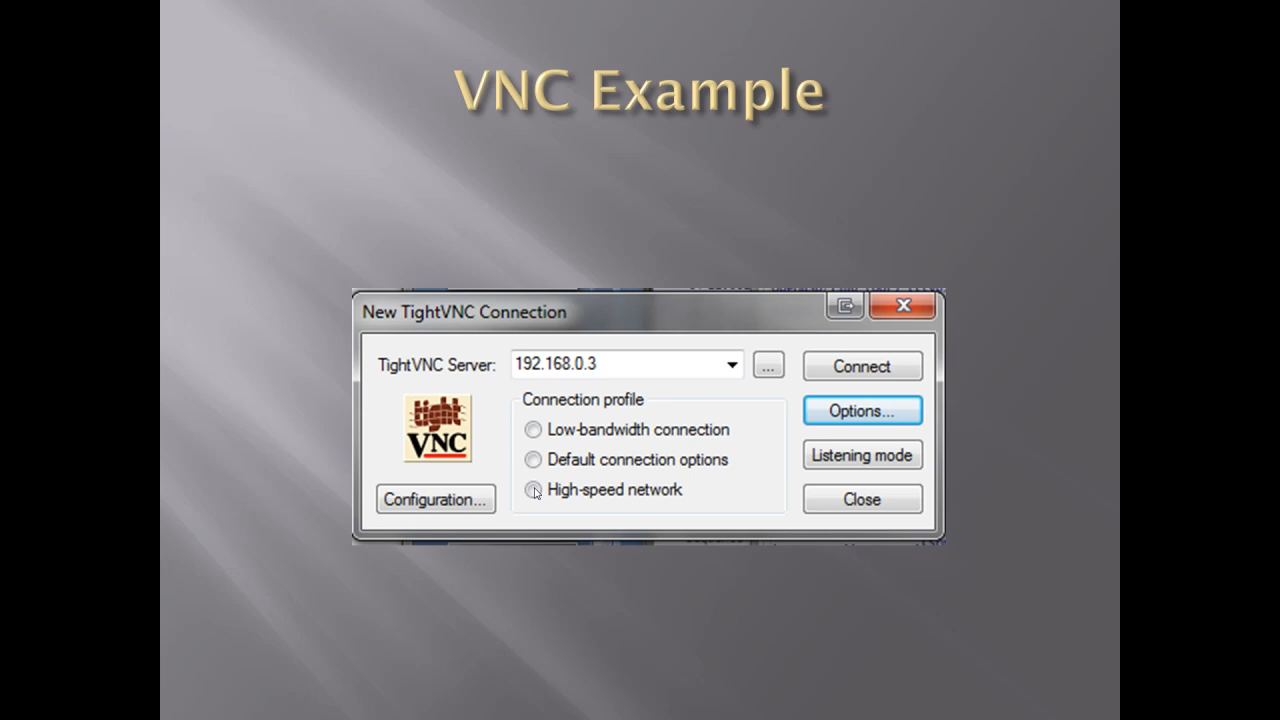 VNC Example
New TightVNC Connection
TightVNC Server: 192.168.0.3 ... Connect
Connection profile
tight
VNC
Low-bandwidth connection
Default connection options
High-speed network
Options...
Listening mode
Configuration...
Close